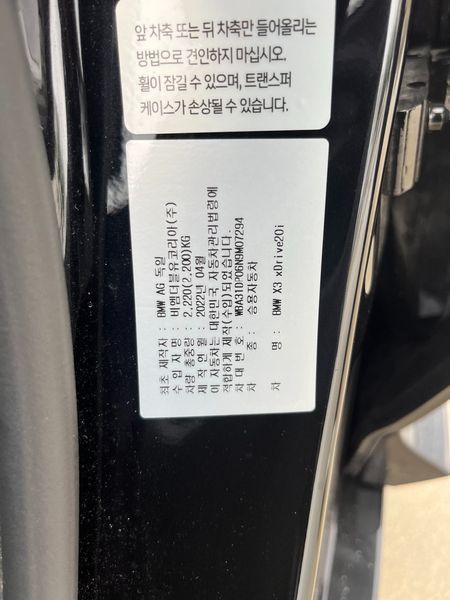 앞 차축 또는 뒤 차축만 들어올리는
방법으로 견인하지 마십시오.
휠이 잠길 수 있으며, 트랜스퍼
케이스가 손상될 수 있습니다.
최초 제작자 : BMW AG 독일
수 입 자 명 : 비엠더블유코리아(주)
차량 총중량 : 2,220(2,200)KG
제 작 연 월 : 2022년 04월
이 자동차는 대한민국 자동차관리법령에
적합하게 제작(수입)되었습니다.
차 대 번 호 : WBA31DP06N9M07294
차 종 : 승용자동차
차 명 : BMW X3 xDrive20i